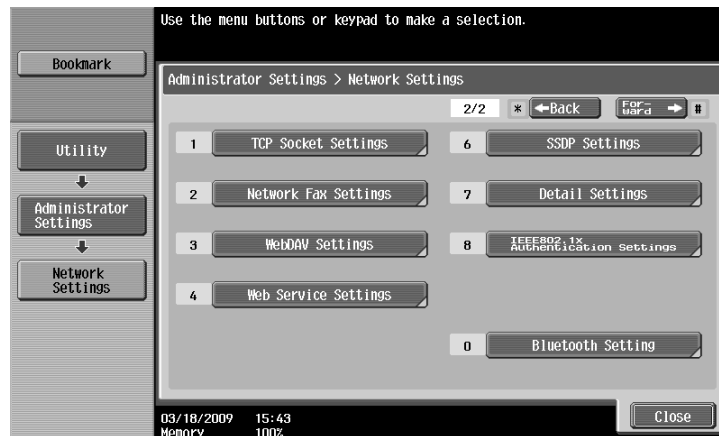 Use the menu buttons or keypad to make a selection.
Bookmark
Administrator Settings > Network Settings
2/2 * ←Back For- ward → #
Utility
Administrator
Settings
Network
Settings
1 TCP Socket Settings
2 Network Fax Settings
3 WebDAV Settings
4 Web Service Settings
6 SSDP Settings
7 Detail Settings
8 IEEE802.1x
Authentication Settings
0 Bluetooth Setting
03/18/2009 15:43
Memory 100%
Close